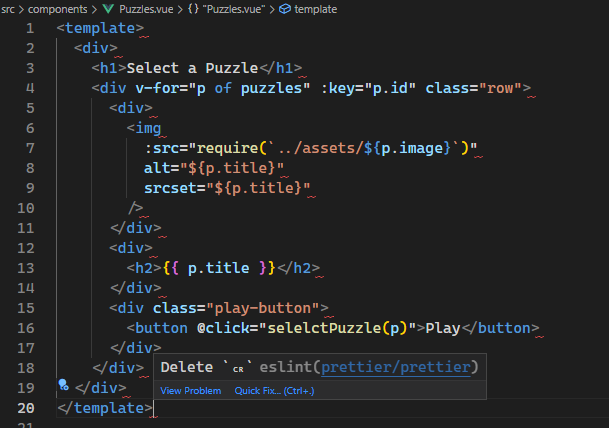 src > components > Puzzles.vue > {} "Puzzles.vue" > template
1 <template>
2 <div>
3 <h1>Select a Puzzle</h1>
4 <div v-for="p of puzzles" :key="p.id" class="row">
5 <div>
6 <img
7 :src="require(`../assets/${p.image}`)"
8 alt="${p.title}"
9 srcset="${p.title}"
10 />
11 </div>
12 <div>
13 <h2>{{ p.title }}</h2>
14 </div>
15 <div class="play-button">
16 <button @click="selelctPuzzle(p)">Play</button>
17 </div>
18 </div>
Delete `␍` eslint(prettier/prettier)
19 </div>
View Problem Quick Fix... (Ctrl+.)
20 </template>